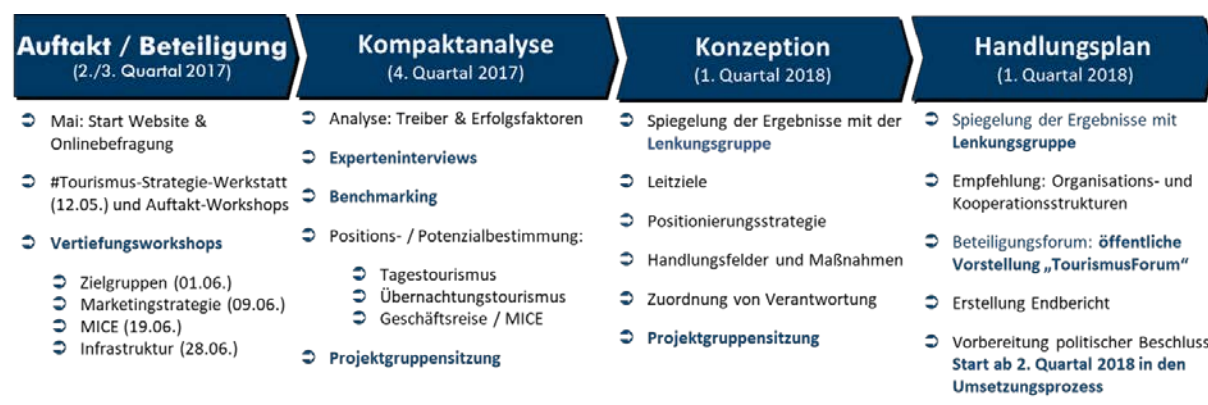 Auftakt / Beteiligung
(2./3. Quartal 2017)
Mai: Start Website &
Onlinebefragung
#Tourismus-Strategie-Werkstatt
(12.05.) und Auftakt-Workshops
Vertiefungsworkshops
Zielgruppen (01.06.)
Marketingstrategie (09.06.)
MICE (19.06.)
Infrastruktur (28.06.)
Kompaktanalyse
(4. Quartal 2017)
Analyse: Treiber & Erfolgsfaktoren
Experteninterviews
Benchmarking
Positions- / Potenzialbestimmung:
Tagestourismus
Übernachtungstourismus
Geschäftsreise / MICE
Projektgruppensitzung
Konzeption
(1. Quartal 2018)
Spiegelung der Ergebnisse mit der
Lenkungsgruppe
Leitziele
Positionierungsstrategie
Handlungsfelder und Maßnahmen
Zuordnung von Verantwortung
Projektgruppensitzung
Handlungsplan
(1. Quartal 2018)
Spiegelung der Ergebnisse mit
Lenkungsgruppe
Empfehlung: Organisations- und
Kooperationsstrukturen
Beteiligungsforum: öffentliche
Vorstellung „TourismusForum“
Erstellung Endbericht
Vorbereitung politischer Beschluss
Start ab 2. Quartal 2018 in den
Umsetzungsprozess